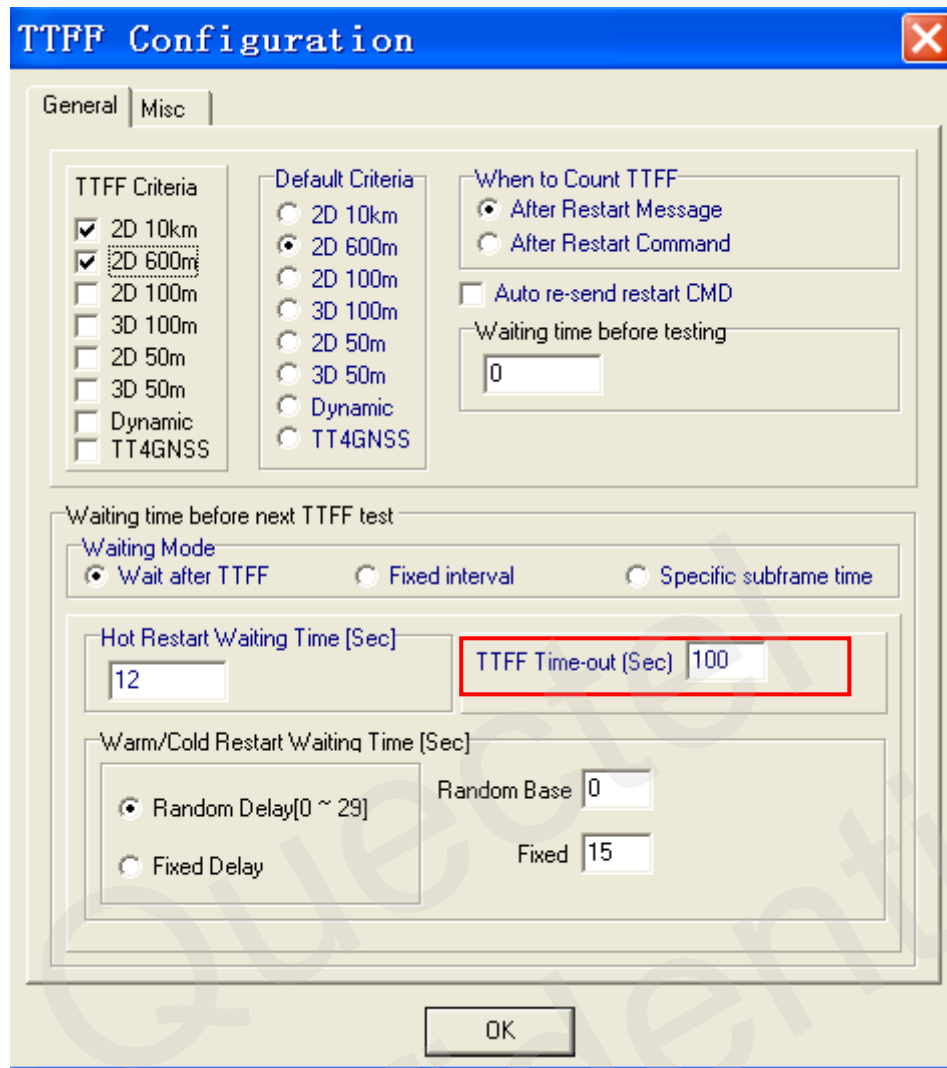 TTFF Configuration
General
Misc
TTFF Criteria
2D 10km
2D 600m
2D 100m
3D 100m
2D 50m
3D 50m
Dynamic
TT4GNSS
Default Criteria
2D 10km
2D 600m
2D 100m
3D 100m
2D 50m
3D 50m
Dynamic
TT4GNSS
When to Count TTFF
After Restart Message
After Restart Command
Auto re-send restart CMD
Waiting time before testing
0
Waiting time before next TTFF test
Waiting Mode
Wait after TTFF
Fixed interval
Specific subframe time
Hot Restart Waiting Time [Sec]
12
TTFF Time-out (Sec) 100
Warm/Cold Restart Waiting Time [Sec]
Random Delay[0 ~ 29]
Fixed Delay
Random Base 0
Fixed 15
OK
Quectel